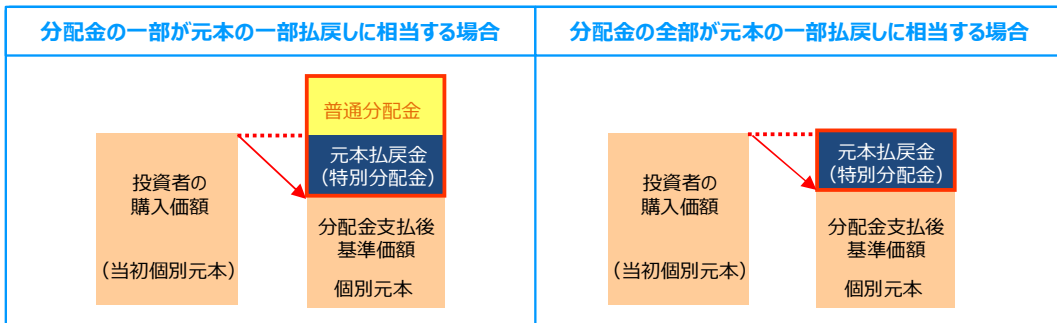 分配金の一部が元本の一部払戻しに相当する場合
分配金の全部が元本の一部払戻しに相当する場合
普通分配金
元本払戻金
(特別分配金)
投資者の
購入価額
(当初個別元本)
分配金支払後
基準価額
個別元本
元本払戻金
(特別分配金)
投資者の
購入価額
(当初個別元本)
分配金支払後
基準価額
個別元本